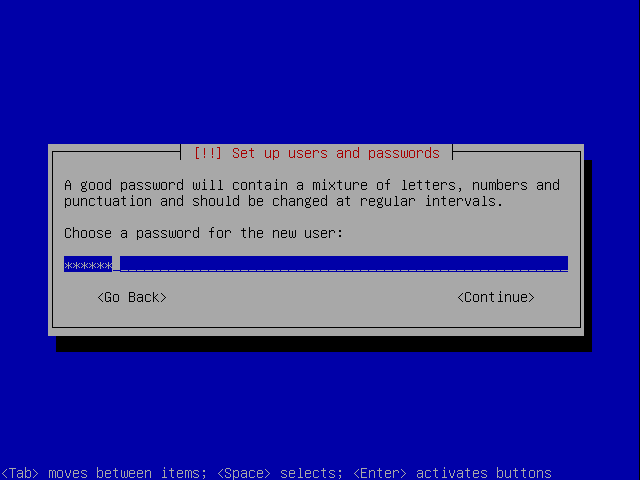 [!!] Set up users and passwords
A good password will contain a mixture of letters, numbers and
punctuation and should be changed at regular intervals.
Choose a password for the new user:
******
<Go Back> <Continue>
<Tab> moves between items; <Space> selects; <Enter> activates buttons